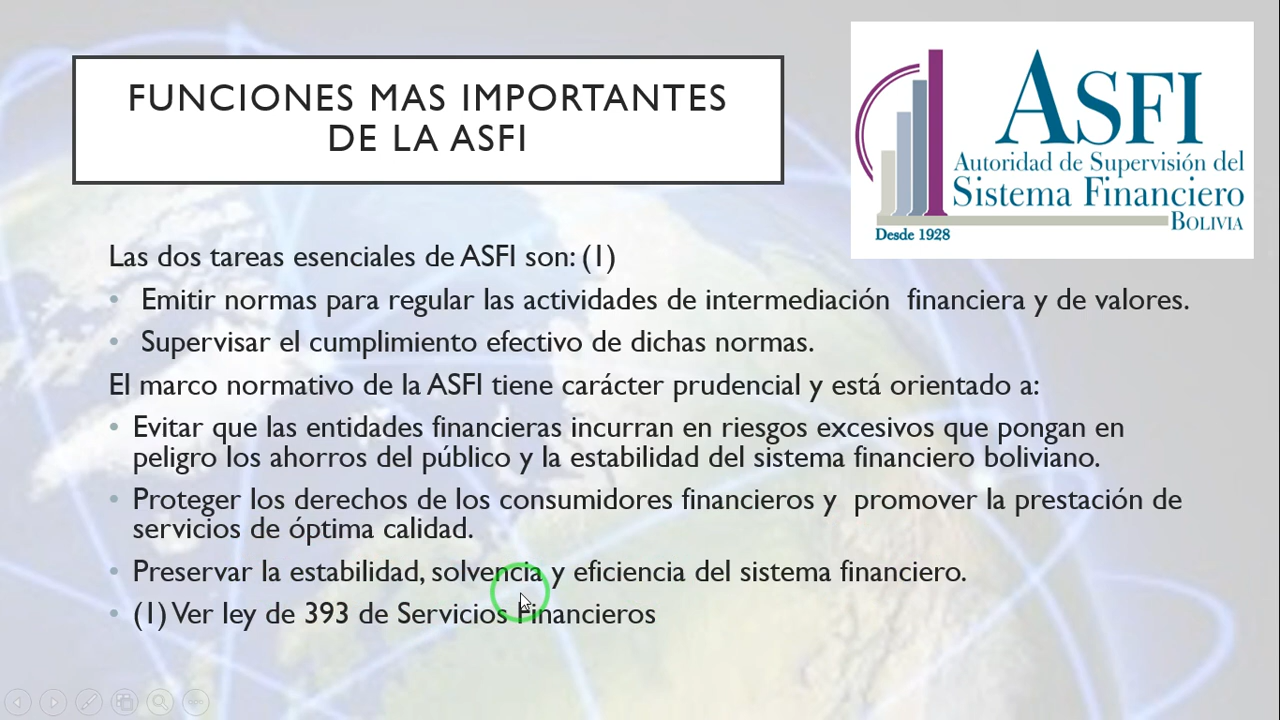 FUNCIONES MAS IMPORTANTES
DE LA ASFI
ASFI
Autoridad de Supervisión del
Sistema Financiero
BOLIVIA
Desde 1928
Las dos tareas esenciales de ASFI son: (1)
• Emitir normas para regular las actividades de intermediación  financiera y de valores.
• Supervisar el cumplimiento efectivo de dichas normas.
El marco normativo de la ASFI tiene carácter prudencial y está orientado a:
• Evitar que las entidades financieras incurran en riesgos excesivos que pongan en
peligro los ahorros del público y la estabilidad del sistema financiero boliviano.
• Proteger los derechos de los consumidores financieros y  promover la prestación de
servicios de óptima calidad.
• Preservar la estabilidad, solvencia y eficiencia del sistema financiero.
• (1) Ver ley de 393 de Servicios Financieros